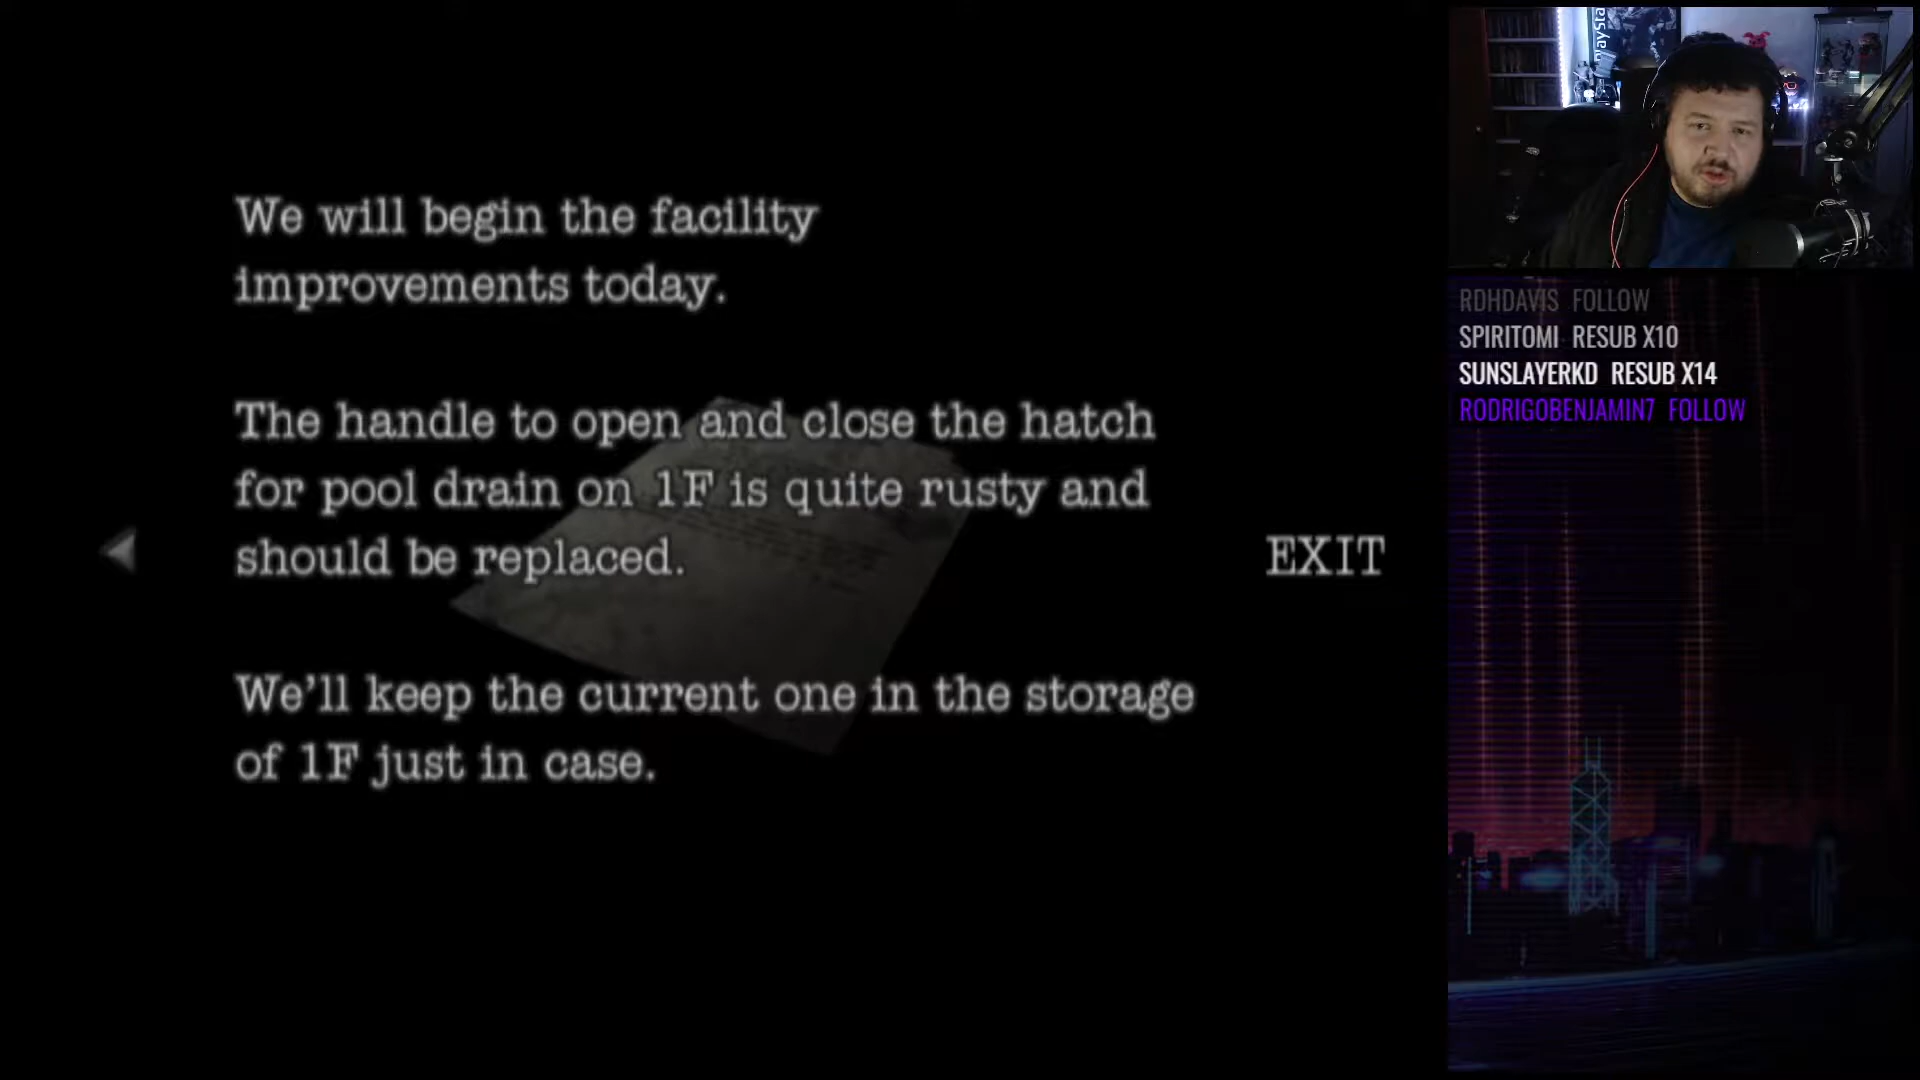 We will begin the facility
improvements today.
The handle to open and close the hatch
for pool drain on 1F is quite rusty and
should be replaced.
We'll keep the current one in the storage
of 1F just in case.
EXIT
RDHDAVIS FOLLOW
SPIRITOMI RESUB X10
SUNSLAYERKD RESUB X14
RODRIGOBENJAMIN7 FOLLOW